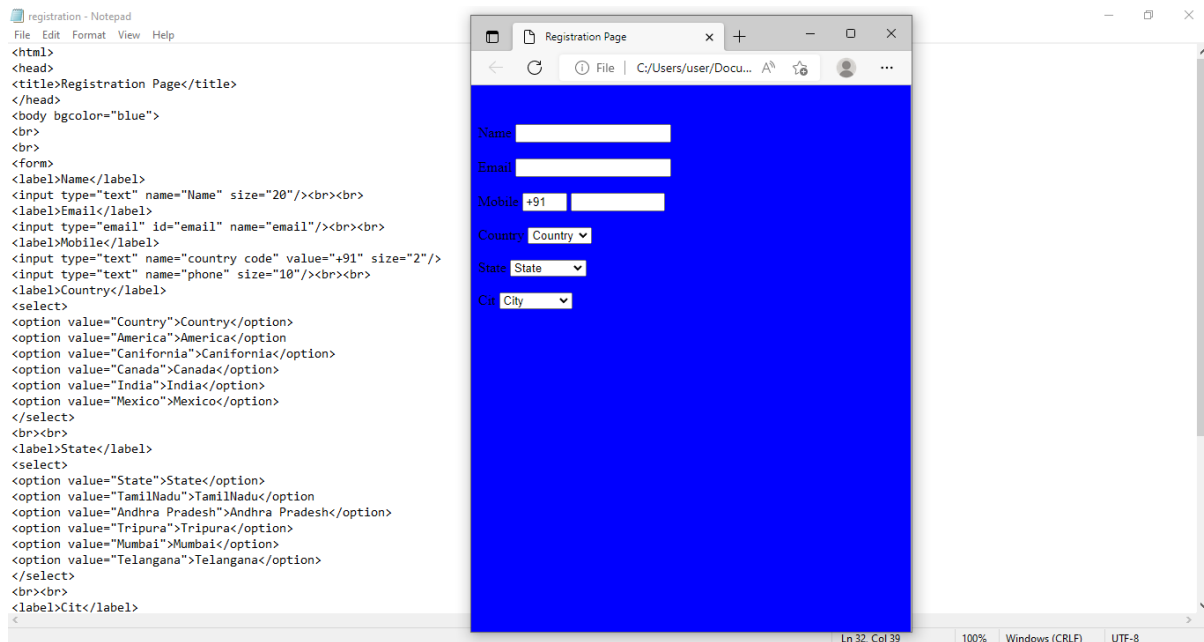 registration - Notepad
File Edit Format View Help
<html>
<head>
<title>Registration Page</title>
</head>
<body bgcolor="blue">
<br>
<br>
<form>
<label>Name</label>
<input type="text" name="Name" size="20"/><br><br>
<label>Email</label>
<input type="email" id="email" name="email"/><br><br>
<label>Mobile</label>
<input type="text" name="country code" value="+91" size="2"/>
<input type="text" name="phone" size="10"/><br><br>
<label>Country</label>
<select>
<option value="Country">Country</option>
<option value="America">America</option
<option value="Canifornia">Canifornia</option>
<option value="Canada">Canada</option>
<option value="India">India</option>
<option value="Mexico">Mexico</option>
</select>
<br><br>
<label>State</label>
<select>
<option value="State">State</option>
<option value="TamilNadu">TamilNadu</option
<option value="Andhra Pradesh">Andhra Pradesh</option>
<option value="Tripura">Tripura</option>
<option value="Mumbai">Mumbai</option>
<option value="Telangana">Telangana</option>
</select>
<br><br>
<label>Cit</label>
Registration Page
File | C:/Users/user/Docu...
Name
Email
Mobile +91
Country Country
State State
Cit City
Ln 32, Col 39 100% Windows (CRLF) UTF-8